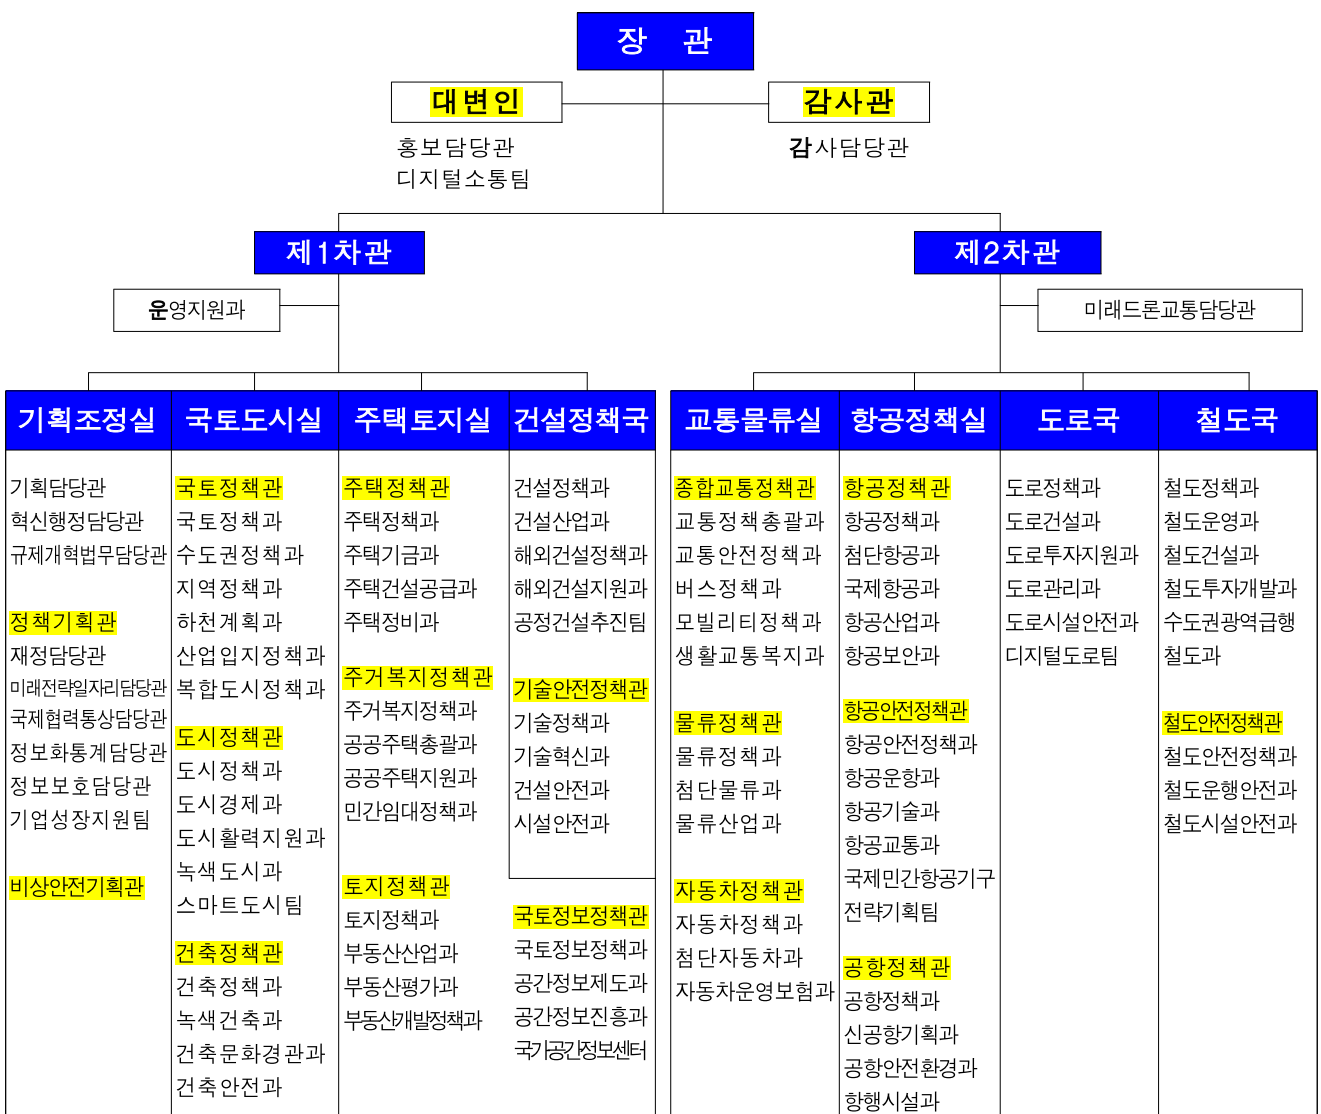 장 관
대변인
감사관
홍보담당관
디지털소통팀
감사담당관
제1차관
제2차관
운영지원과
미래드론교통담당관
기획조정실
국토도시실
주택토지실
건설정책국
교통물류실
항공정책실
도로국
철도국
기획담당관
혁신행정담당관
규제개혁법무담당관
정책기획관
재정담당관
미래전략일자리담당관
국제협력통상담당관
정보화통계담당관
정보보호담당관
기업성장지원팀
비상안전기획관
국토정책관
국토정책과
수도권정책과
지역정책과
하천계획과
산업입지정책과
복합도시정책과
도시정책관
도시정책과
도시경제과
도시활력지원과
녹색도시과
스마트도시팀
건축정책관
건축정책과
녹색건축과
건축문화경관과
건축안전과
주택정책관
주택정책과
주택기금과
주택건설공급과
주택정비과
주거복지정책관
주거복지정책과
공공주택총괄과
공공주택지원과
민간임대정책과
토지정책관
토지정책과
부동산산업과
부동산평가과
부동산개발정책과
건설정책과
건설산업과
해외건설정책과
해외건설지원과
공정건설추진팀
기술안전정책관
기술정책과
기술혁신과
건설안전과
시설안전과
국토정보정책관
국토정보정책과
공간정보제도과
공간정보진흥과
국가공간정보센터
종합교통정책관
교통정책총괄과
교통안전정책과
버스정책과
모빌리티정책과
생활교통복지과
물류정책관
물류정책과
첨단물류과
물류산업과
자동차정책관
자동차정책과
첨단자동차과
자동차운영보험과
항공정책관
항공정책과
첨단항공과
국제항공과
항공산업과
항공보안과
항공안전정책관
항공안전정책과
항공운항과
항공기술과
항공교통과
국제민간항공기구
전략기획팀
공항정책관
공항정책과
신공항기획과
공항안전환경과
항행시설과
도로정책과
도로건설과
도로투자지원과
도로관리과
도로시설안전과
디지털도로팀
철도정책과
철도운영과
철도건설과
철도투자개발과
수도권광역급행
철도과
철도안전정책관
철도안전정책과
철도운행안전과
철도시설안전과